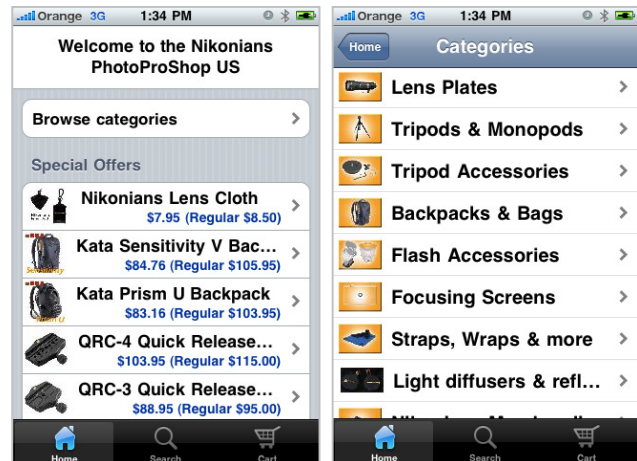 Orange 3G 1:34 PM
Welcome to the Nikonians
PhotoProShop US
Browse categories
Special Offers
Nikonians Lens Cloth
$7.95 (Regular $8.50)
Kata Sensitivity V Bac...
$84.76 (Regular $105.95)
Kata Prism U Backpack
$83.16 (Regular $103.95)
QRC-4 Quick Release...
$103.95 (Regular $115.00)
QRC-3 Quick Release...
$88.95 (Regular $95.00)
Home Search Cart
Orange 3G 1:34 PM
Home Categories
Lens Plates
Tripods & Monopods
Tripod Accessories
Backpacks & Bags
Flash Accessories
Focusing Screens
Straps, Wraps & more
Light diffusers & refl...
Home Search Cart